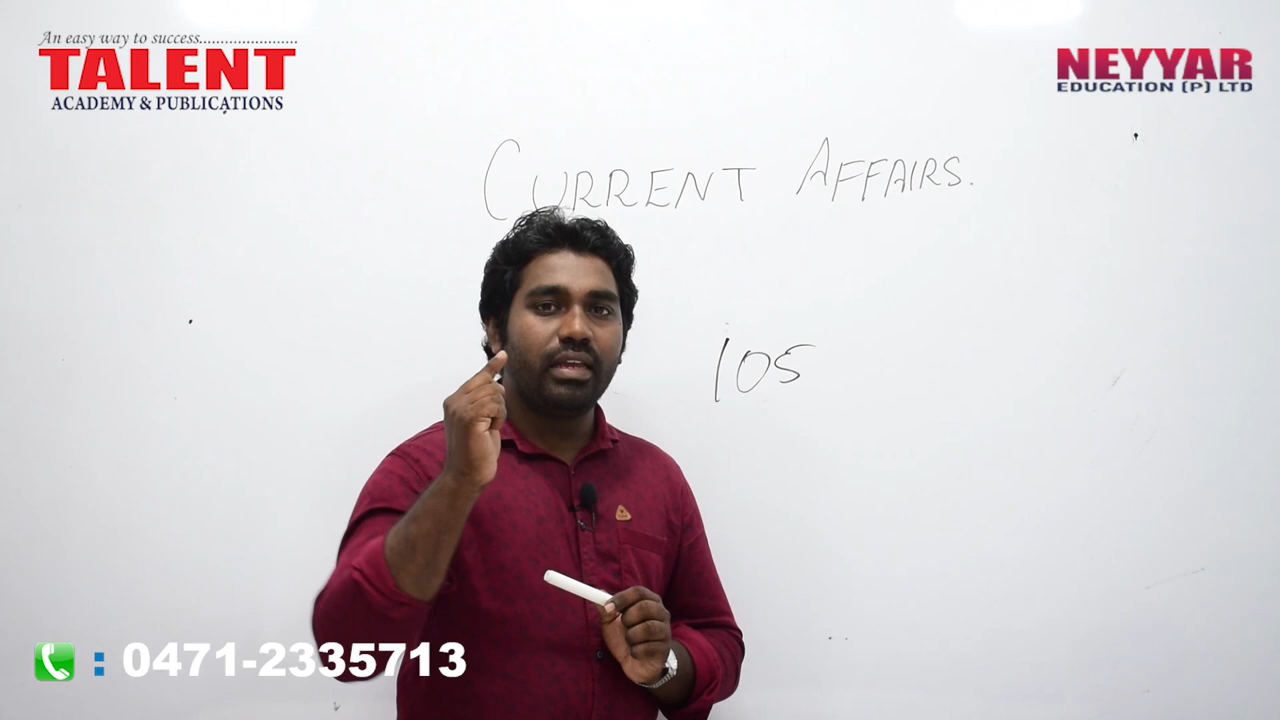 An easy way to success........................
TALENT
ACADEMY & PUBLICATIONS
NEYYAR
EDUCATION (P) LTD
CURRENT AFFAIRS.
105
: 0471-2335713